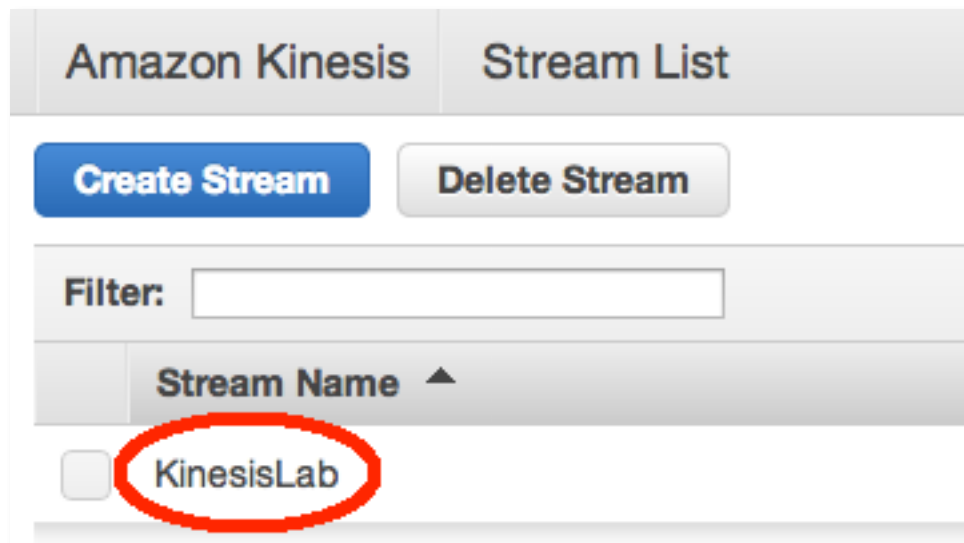 Amazon Kinesis Stream List
Create Stream Delete Stream
Filter:
Stream Name
KinesisLab